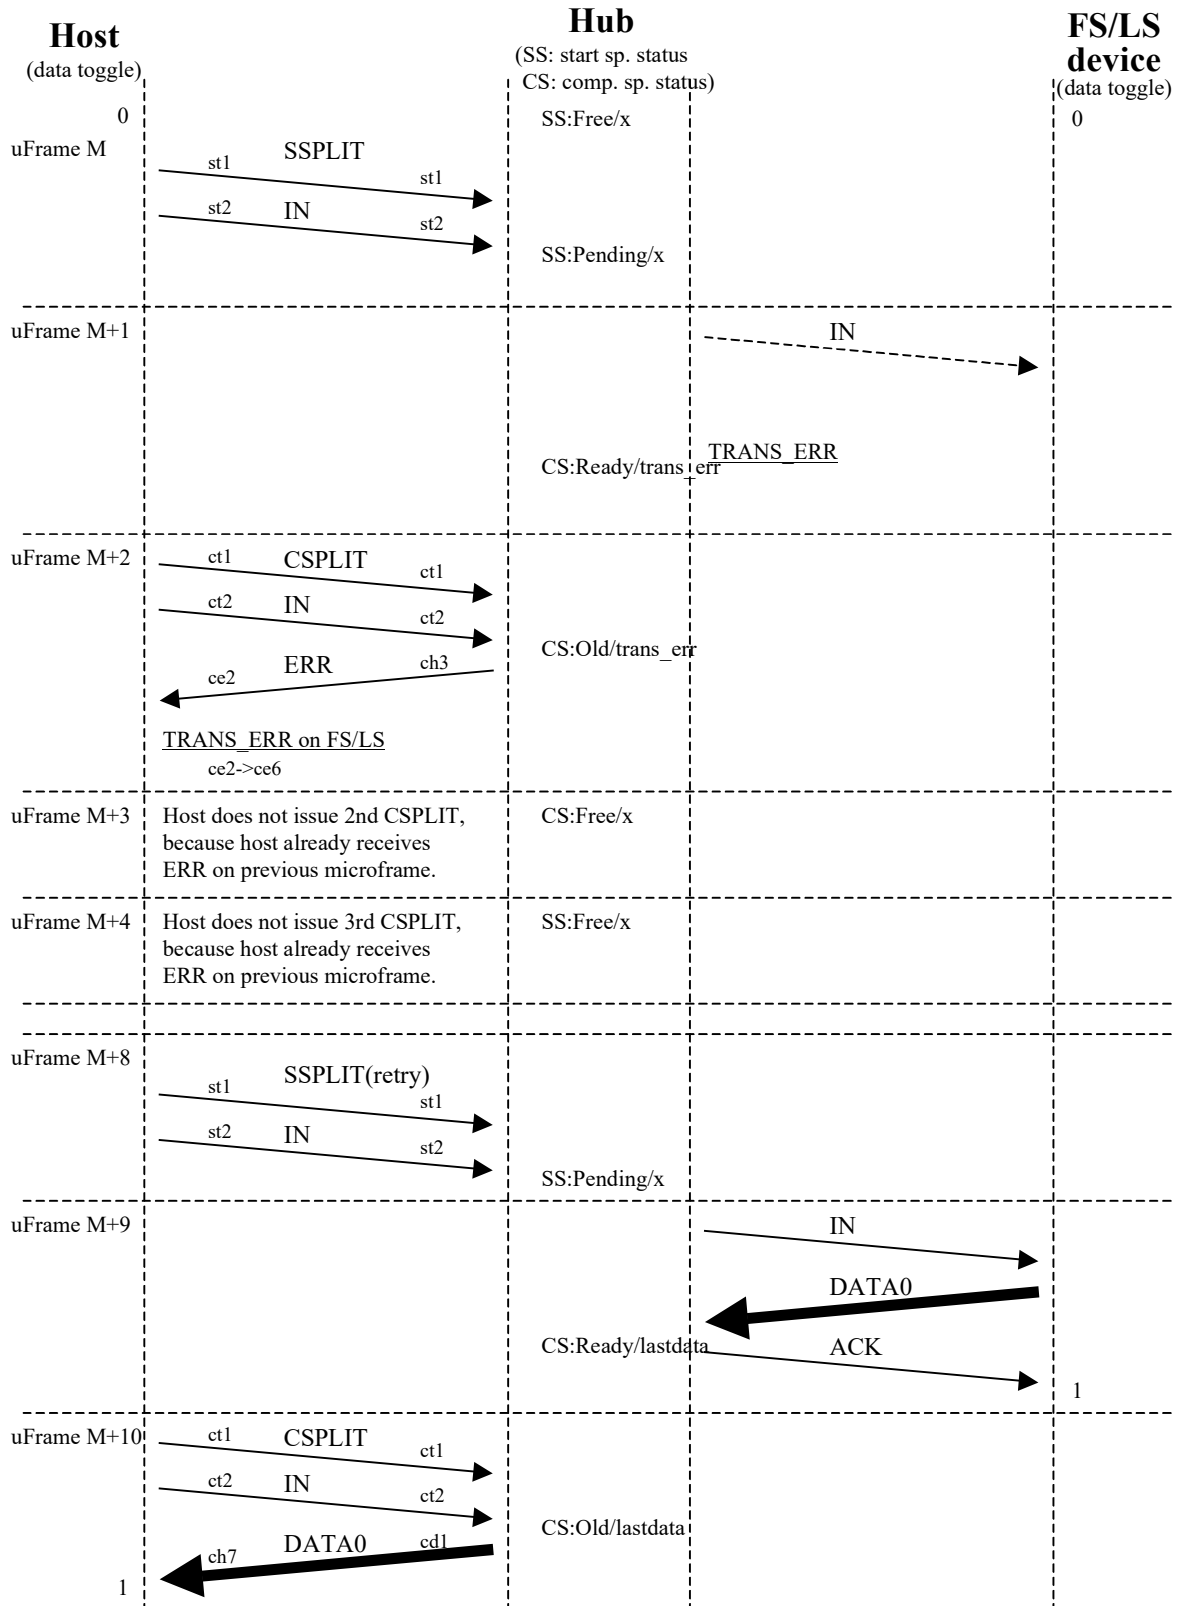 Host
(data toggle)
Hub
(SS: start sp. status
CS: comp. sp. status)
FS/LS
device
(data toggle)
0
SS:Free/x
0
uFrame M
st1
SSPLIT
st1
st2
IN
st2
SS:Pending/x
uFrame M+1
IN
TRANS_ERR
CS:Ready/trans_err
uFrame M+2
ct1
CSPLIT
ct1
ct2
IN
ct2
CS:Old/trans_err
ce2
ERR
ch3
TRANS_ERR on FS/LS
ce2->ce6
uFrame M+3
Host does not issue 2nd CSPLIT,
because host already receives
ERR on previous microframe.
CS:Free/x
uFrame M+4
Host does not issue 3rd CSPLIT,
because host already receives
ERR on previous microframe.
SS:Free/x
uFrame M+8
st1
SSPLIT(retry)
st1
st2
IN
st2
SS:Pending/x
uFrame M+9
IN
DATA0
CS:Ready/lastdata
ACK
1
uFrame M+10
ct1
CSPLIT
ct1
ct2
IN
ct2
CS:Old/lastdata
ch7
DATA0
cd1
1